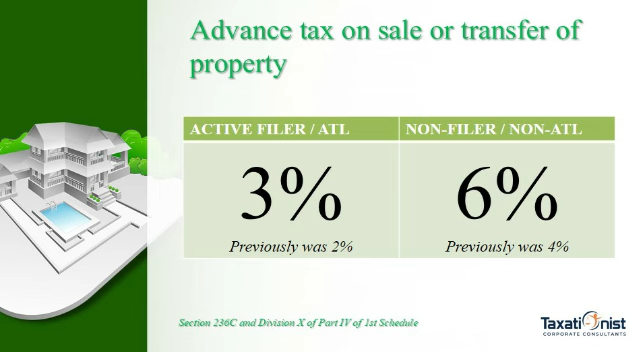 Advance tax on sale or transfer of
property
ACTIVE FILER / ATL
NON-FILER / NON-ATL
3%
6%
Previously was 2%
Previously was 4%
Section 236C and Division X of Part IV of 1st Schedule
Taxationist
CORPORATE CONSULTANTS